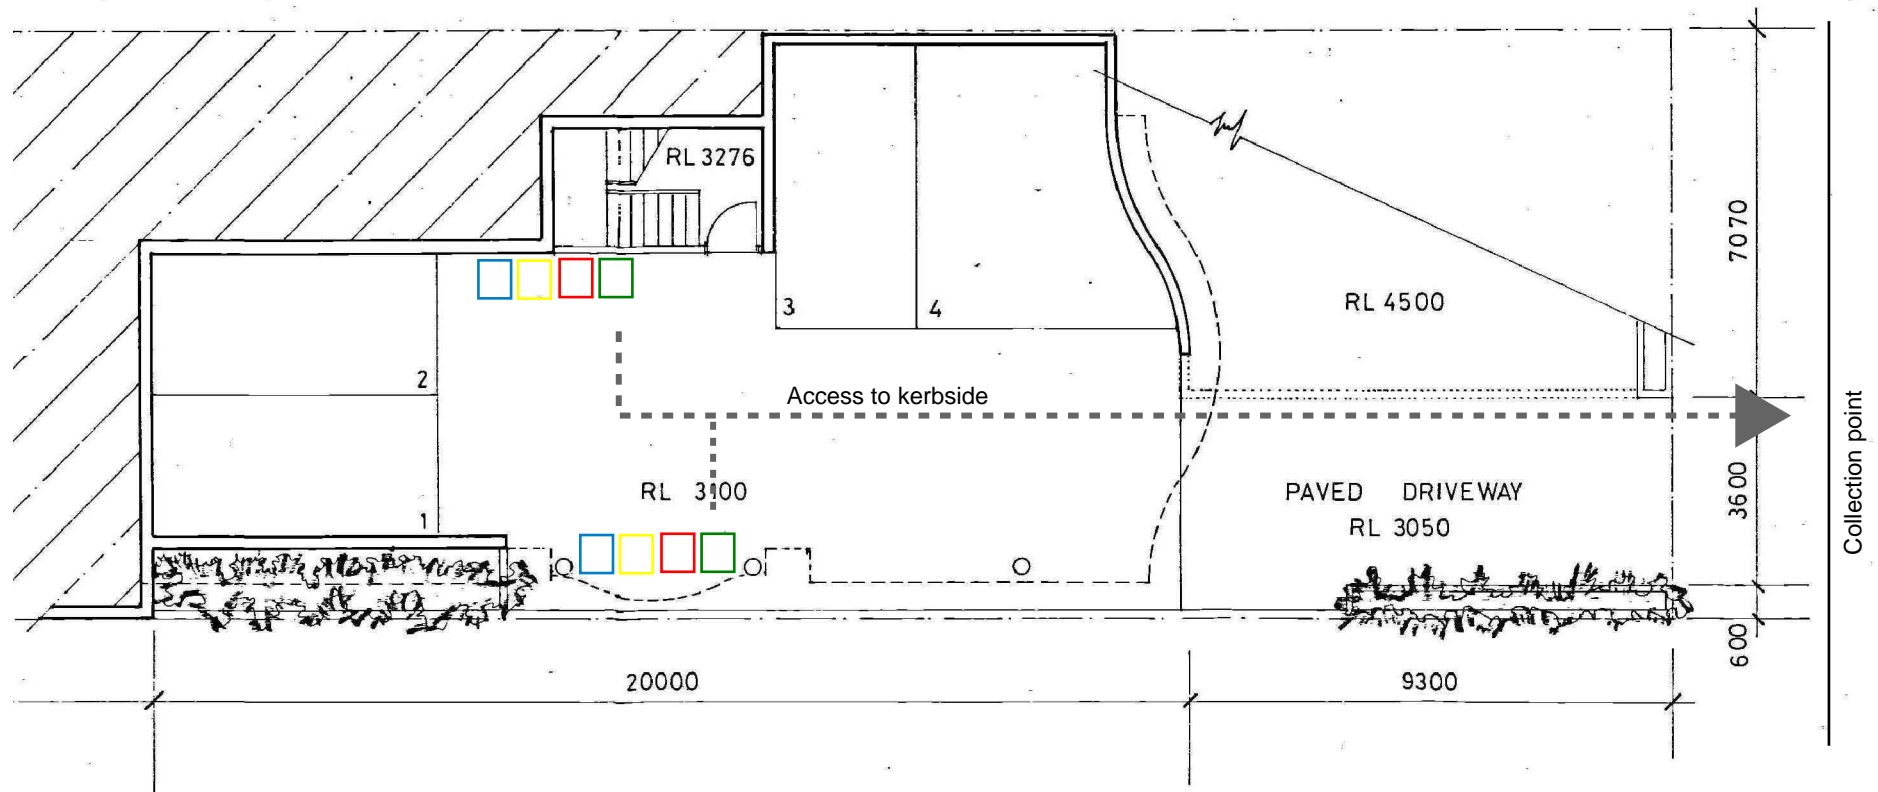 RL 3276
7070
3
4
RL 4500
2
Access to kerbside
Collection point
RL 3100
PAVED DRIVEWAY
3600
1
RL 3050
600
20000
9300